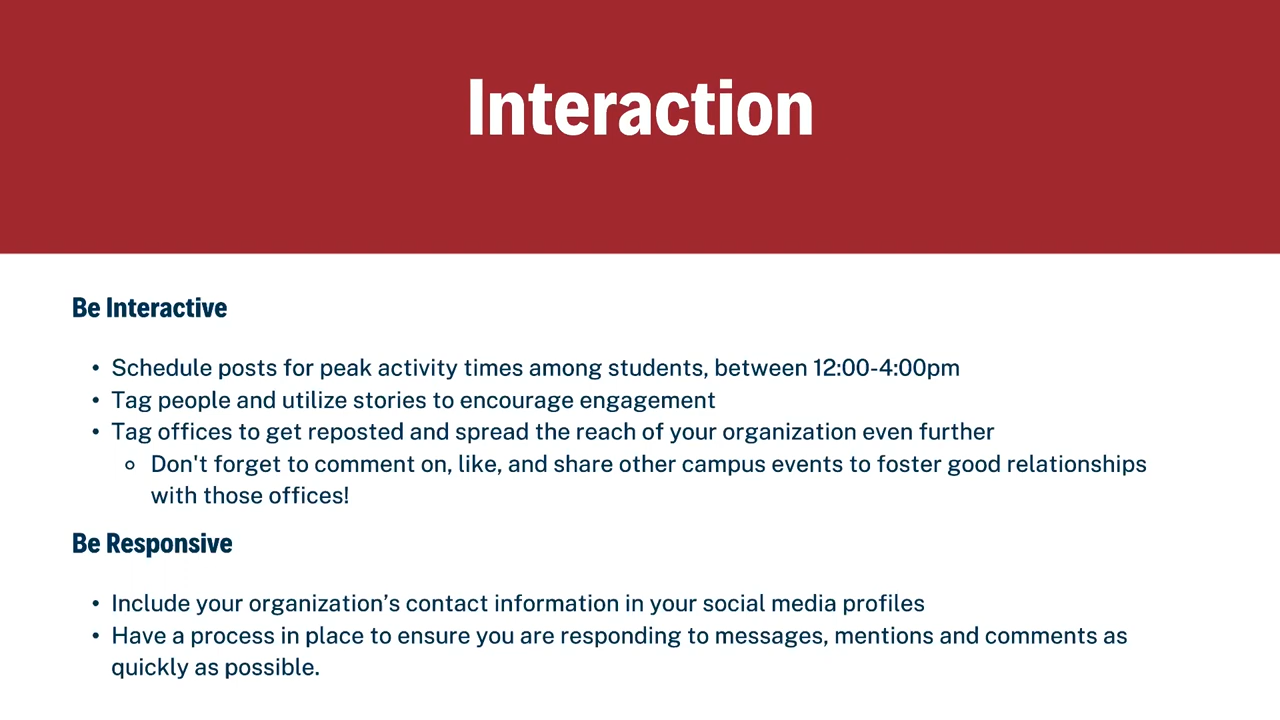 Interaction
Be Interactive
• Schedule posts for peak activity times among students, between 12:00-4:00pm
• Tag people and utilize stories to encourage engagement
• Tag offices to get reposted and spread the reach of your organization even further
◦ Don't forget to comment on, like, and share other campus events to foster good relationships
with those offices!
Be Responsive
• Include your organization’s contact information in your social media profiles
• Have a process in place to ensure you are responding to messages, mentions and comments as
quickly as possible.